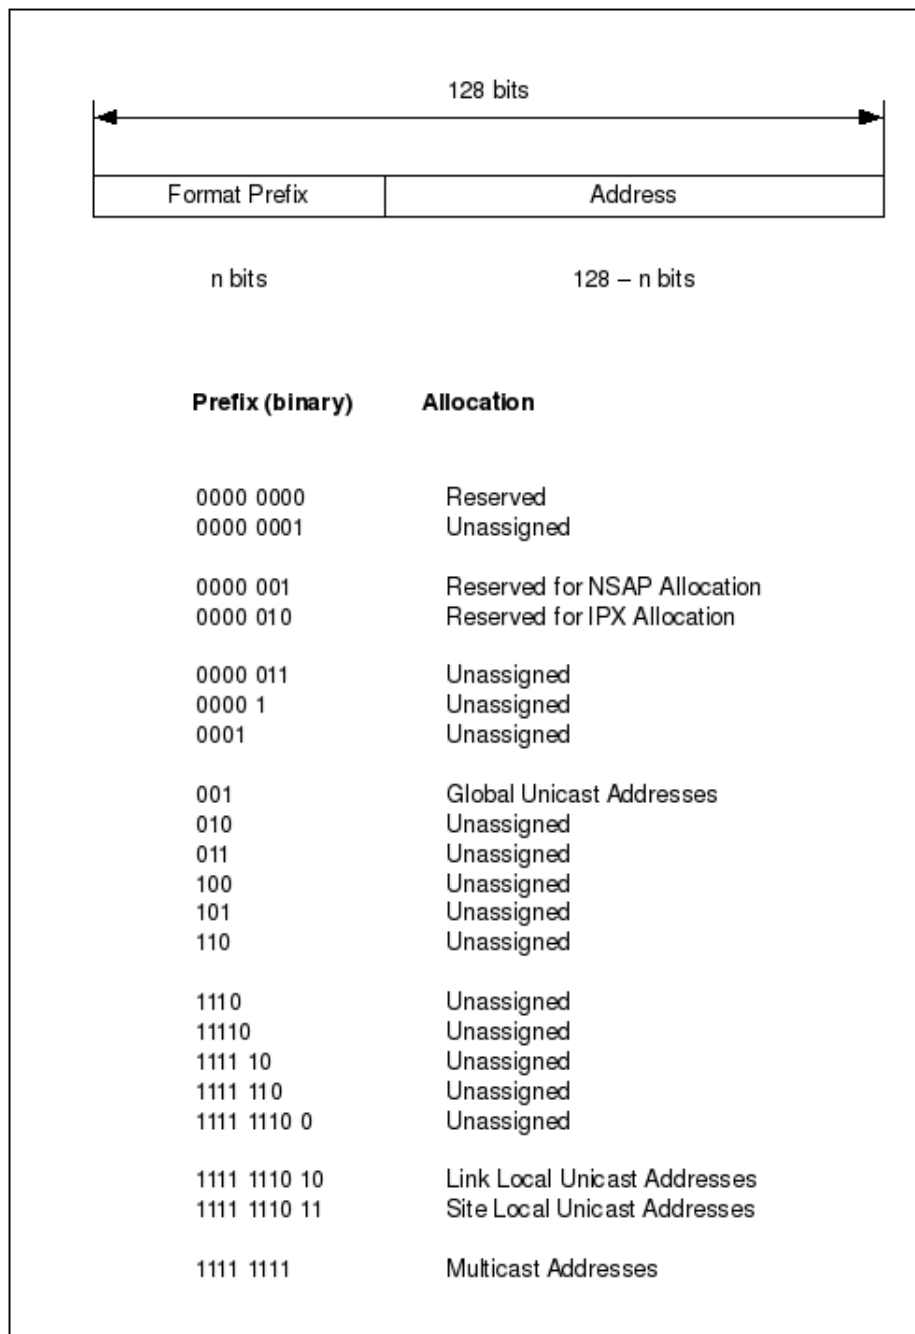 128 bits
Format Prefix Address
n bits 128 – n bits
Prefix (binary) Allocation
0000 0000 Reserved
0000 0001 Unassigned
0000 001 Reserved for NSAP Allocation
0000 010 Reserved for IPX Allocation
0000 011 Unassigned
0000 1 Unassigned
0001 Unassigned
001 Global Unicast Addresses
010 Unassigned
011 Unassigned
100 Unassigned
101 Unassigned
110 Unassigned
1110 Unassigned
11110 Unassigned
1111 10 Unassigned
1111 110 Unassigned
1111 1110 0 Unassigned
1111 1110 10 Link Local Unicast Addresses
1111 1110 11 Site Local Unicast Addresses
1111 1111 Multicast Addresses